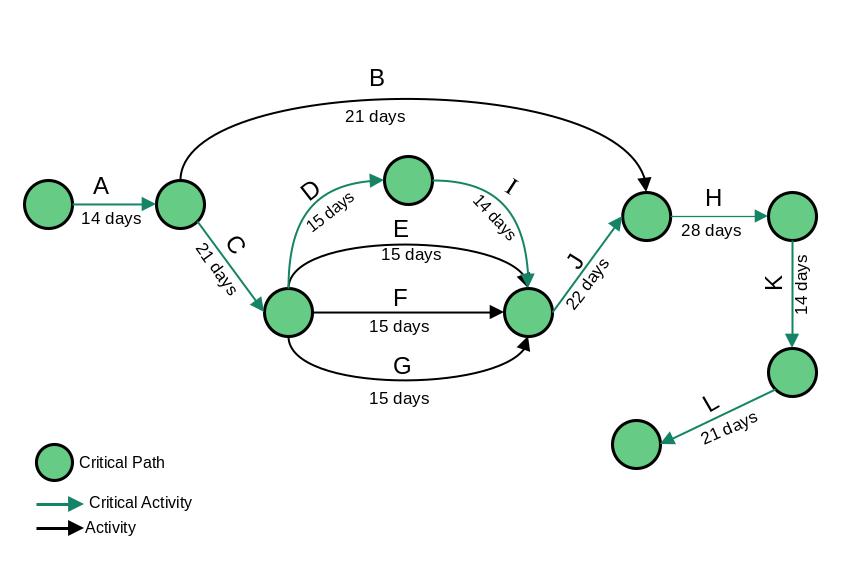 B
21 days
A
14 days
C
21 days
D
15 days
I
14 days
E
15 days
F
15 days
G
15 days
J
22 days
H
28 days
K
14 days
L
21 days
Critical Path
Critical Activity
Activity